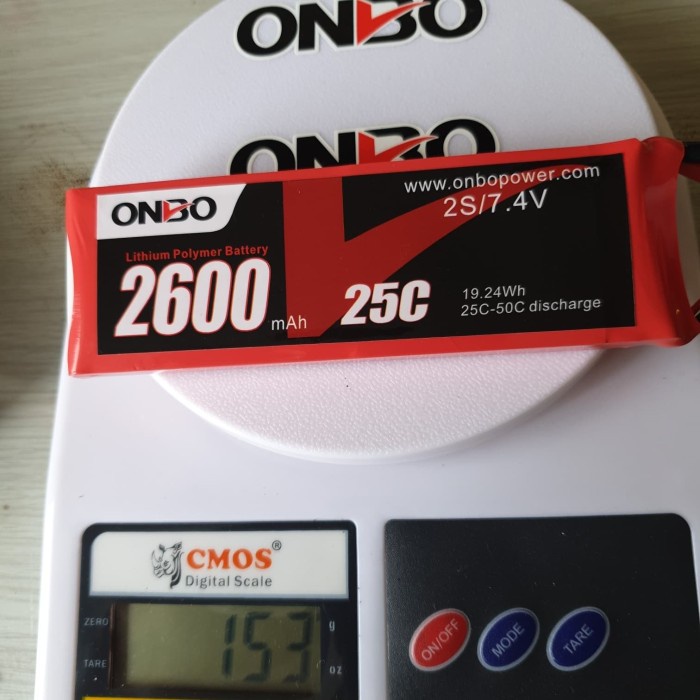 ONBO
ONBO
www.onbopower.com
2S/7.4V
ONBO
Lithium Polymer Battery
2600 mAh
25C
19.24Wh
25C-50C discharge
CMOS®
Digital Scale
ZERO
153 g
TARE
oz
ON/OFF
MODE
TARE